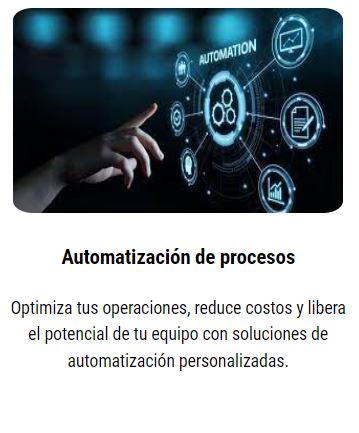 AUTOMATION
Automatización de procesos
Optimiza tus operaciones, reduce costos y libera
el potencial de tu equipo con soluciones de
automatización personalizadas.